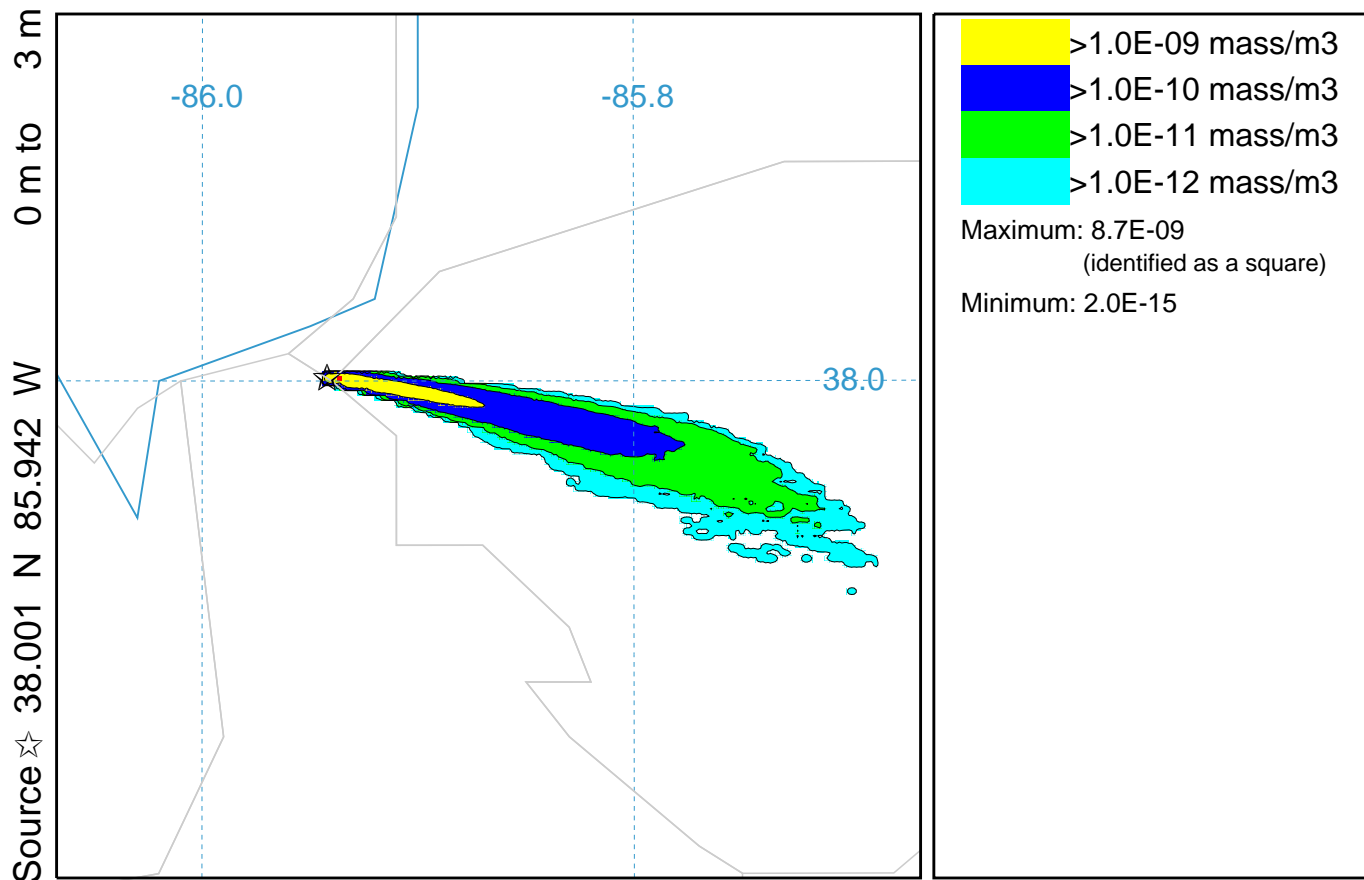 Source ☆ 38.001 N 85.942 W 0 m to 3 m
-86.0
-85.8
38.0
>1.0E-09 mass/m3
>1.0E-10 mass/m3
>1.0E-11 mass/m3
>1.0E-12 mass/m3
Maximum: 8.7E-09
(identified as a square)
Minimum: 2.0E-15